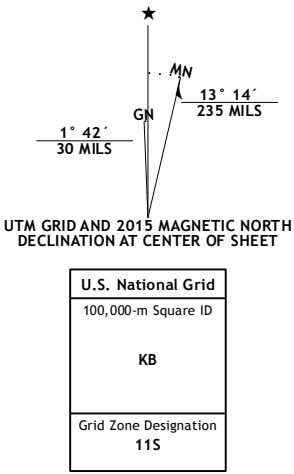 ★
MN
GN
13° 14´
235 MILS
1° 42´
30 MILS
UTM GRID AND 2015 MAGNETIC NORTH
DECLINATION AT CENTER OF SHEET
U.S. National Grid
100,000-m Square ID
KB
Grid Zone Designation
11S